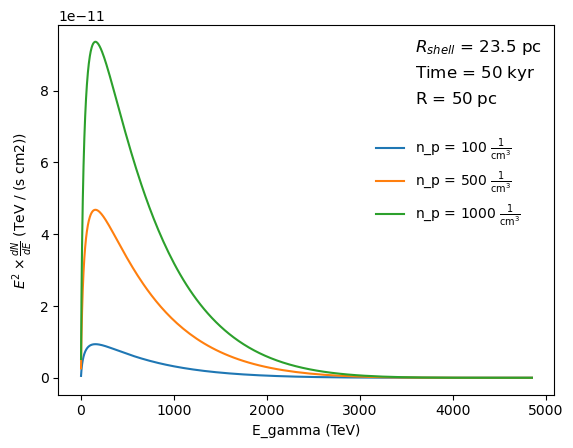 1e−11
R_shell = 23.5 pc
Time = 50 kyr
R = 50 pc
n_p = 100 1/cm³
n_p = 500 1/cm³
n_p = 1000 1/cm³
8
6
4
2
0
E² × dN/dE (TeV / (s cm2))
0 1000 2000 3000 4000 5000
E_gamma (TeV)